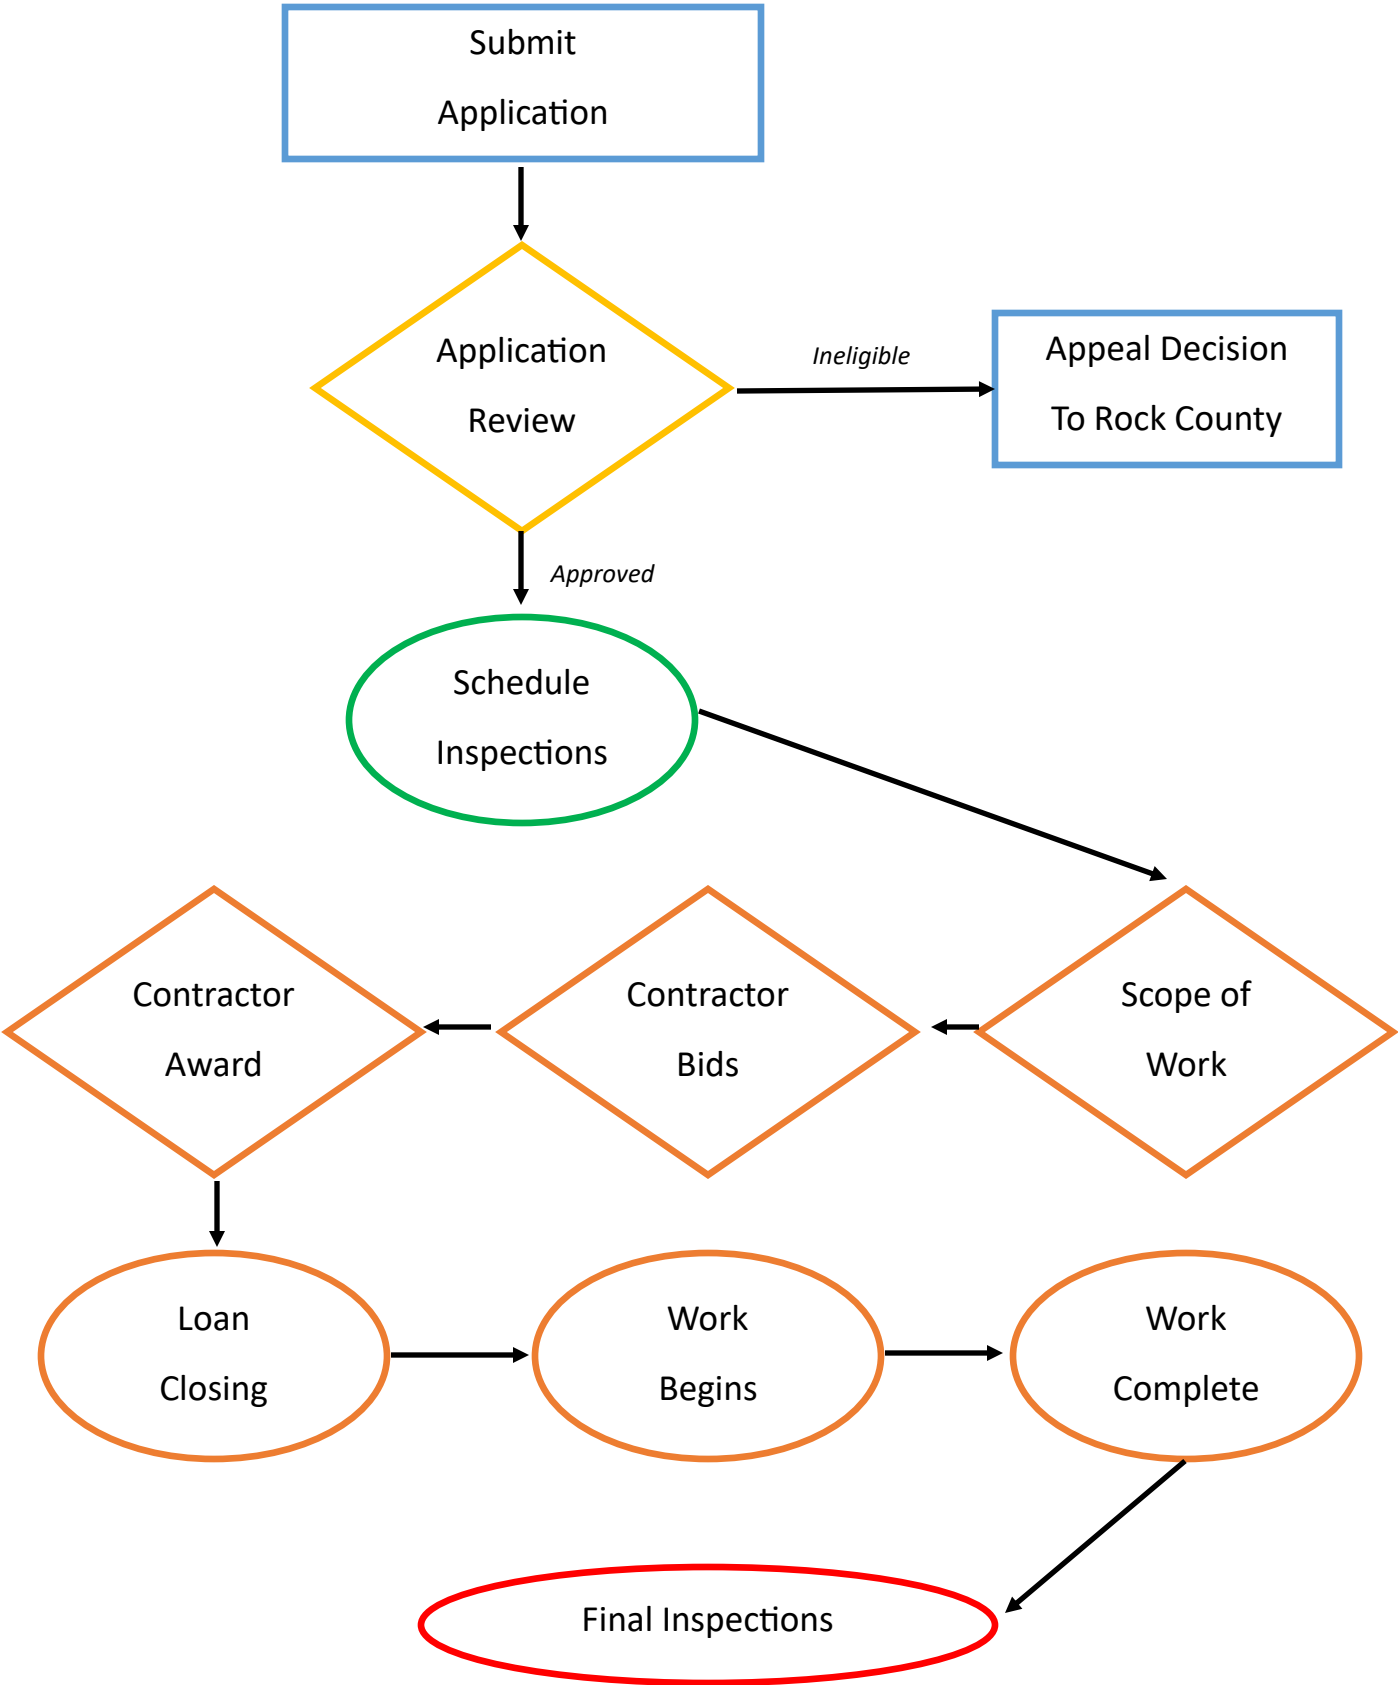 Submit
Application
Application
Review
Ineligible
Appeal Decision
To Rock County
Approved
Schedule
Inspections
Contractor
Award
Contractor
Bids
Scope of
Work
Loan
Closing
Work
Begins
Work
Complete
Final Inspections